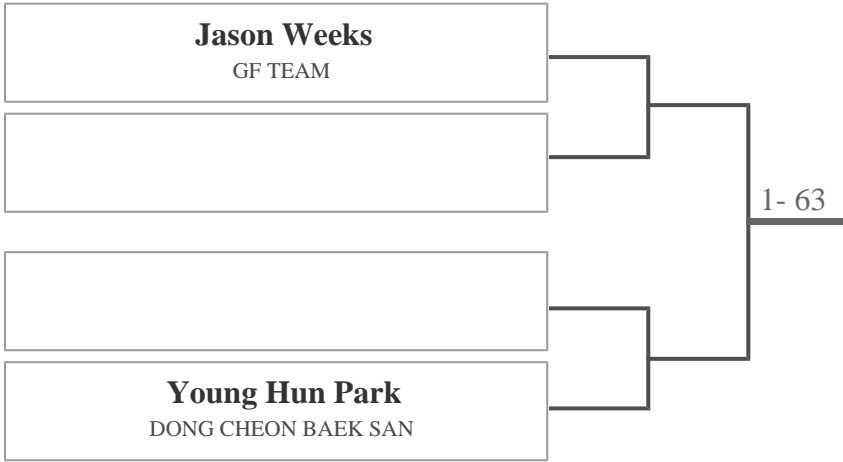 Jason Weeks
GF TEAM
1- 63
Young Hun Park
DONG CHEON BAEK SAN